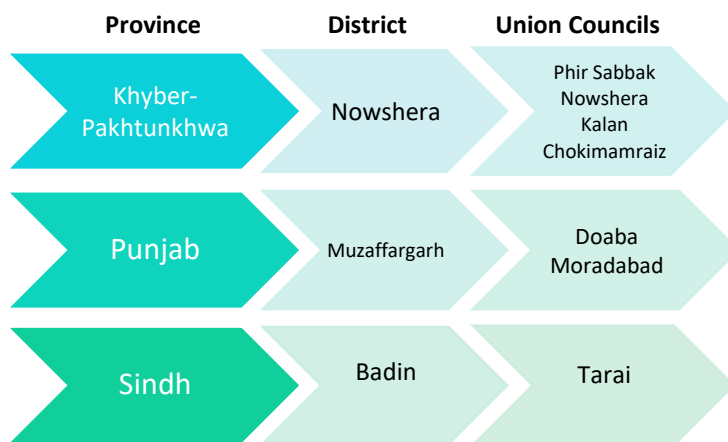 Province District Union Councils
Khyber-
Pakhtunkhwa
Nowshera
Phir Sabbak
Nowshera
Kalan
Chokimamraiz
Punjab
Muzaffargarh
Doaba
Moradabad
Sindh
Badin
Tarai